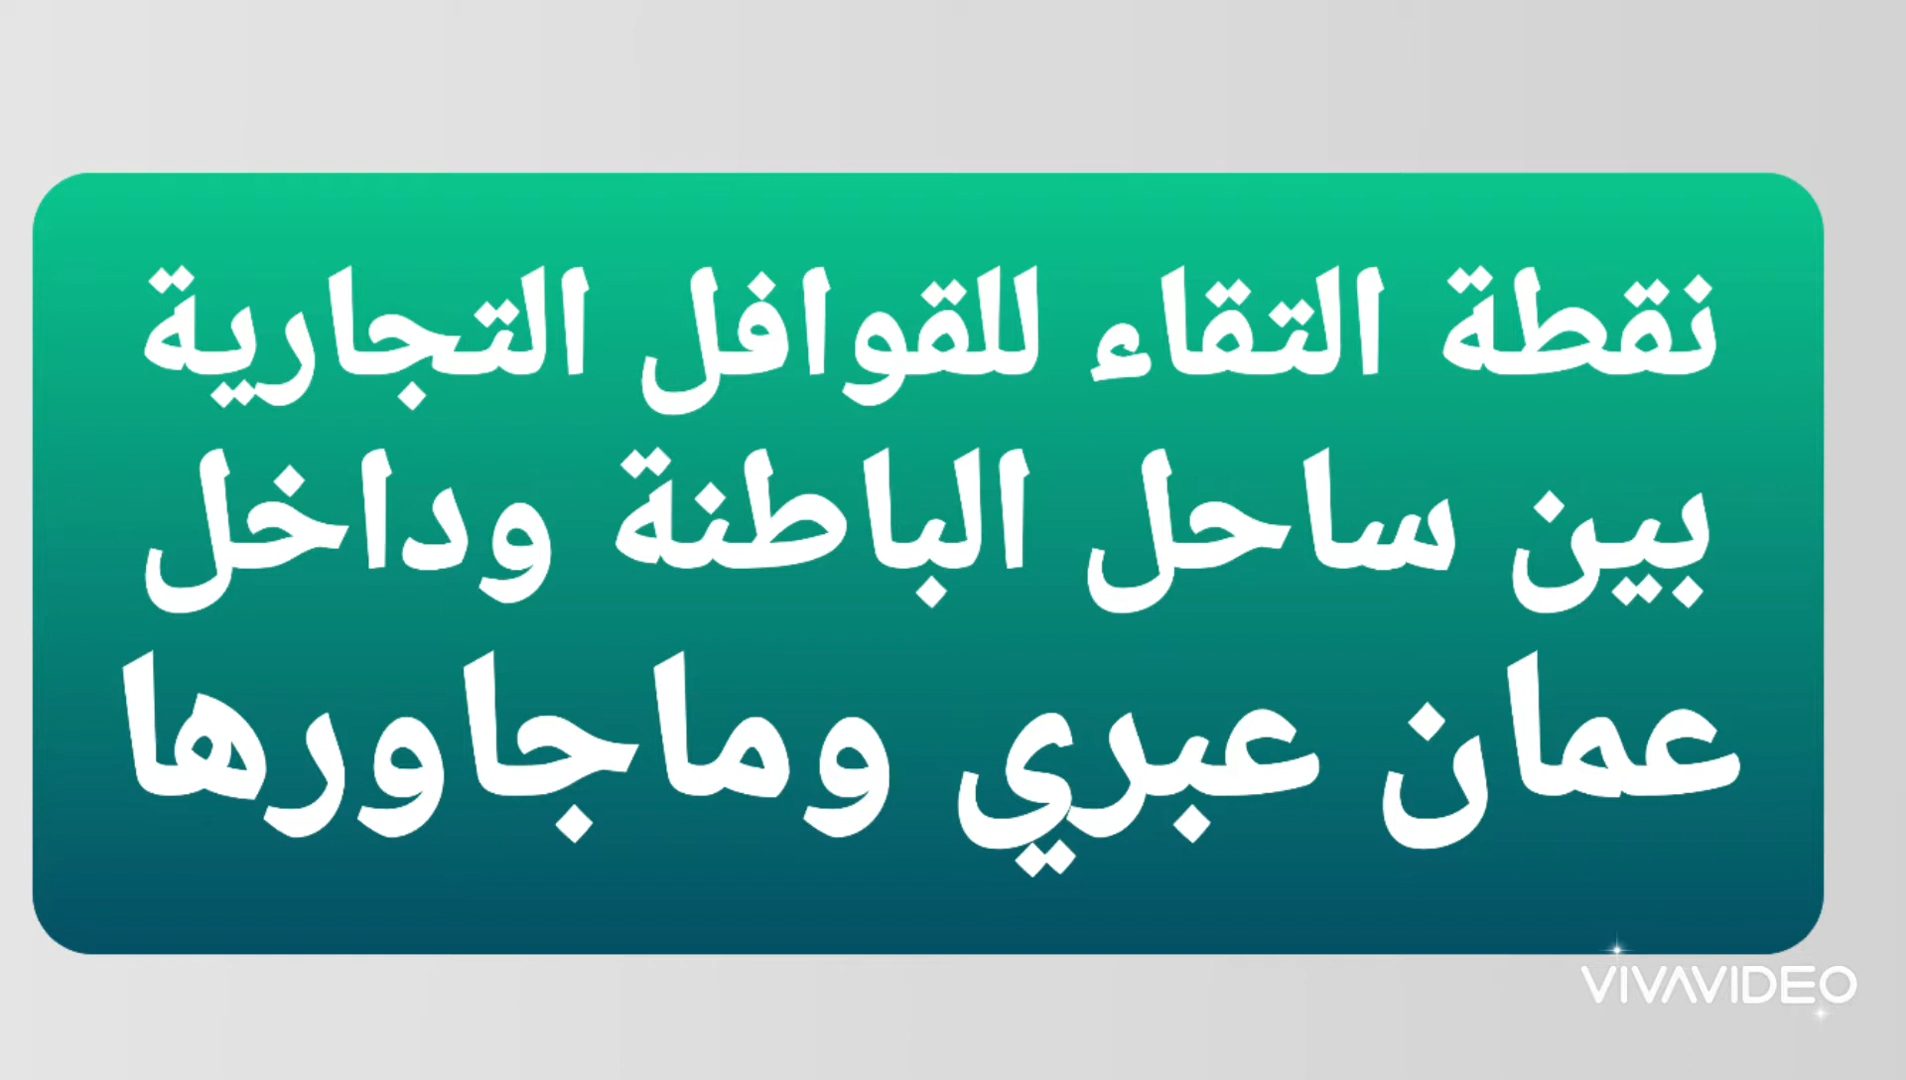 نقطة التقاء للقوافل التجارية
بين ساحل الباطنة وداخل
عمان عبري وماجاورها
VIVAVIDEO